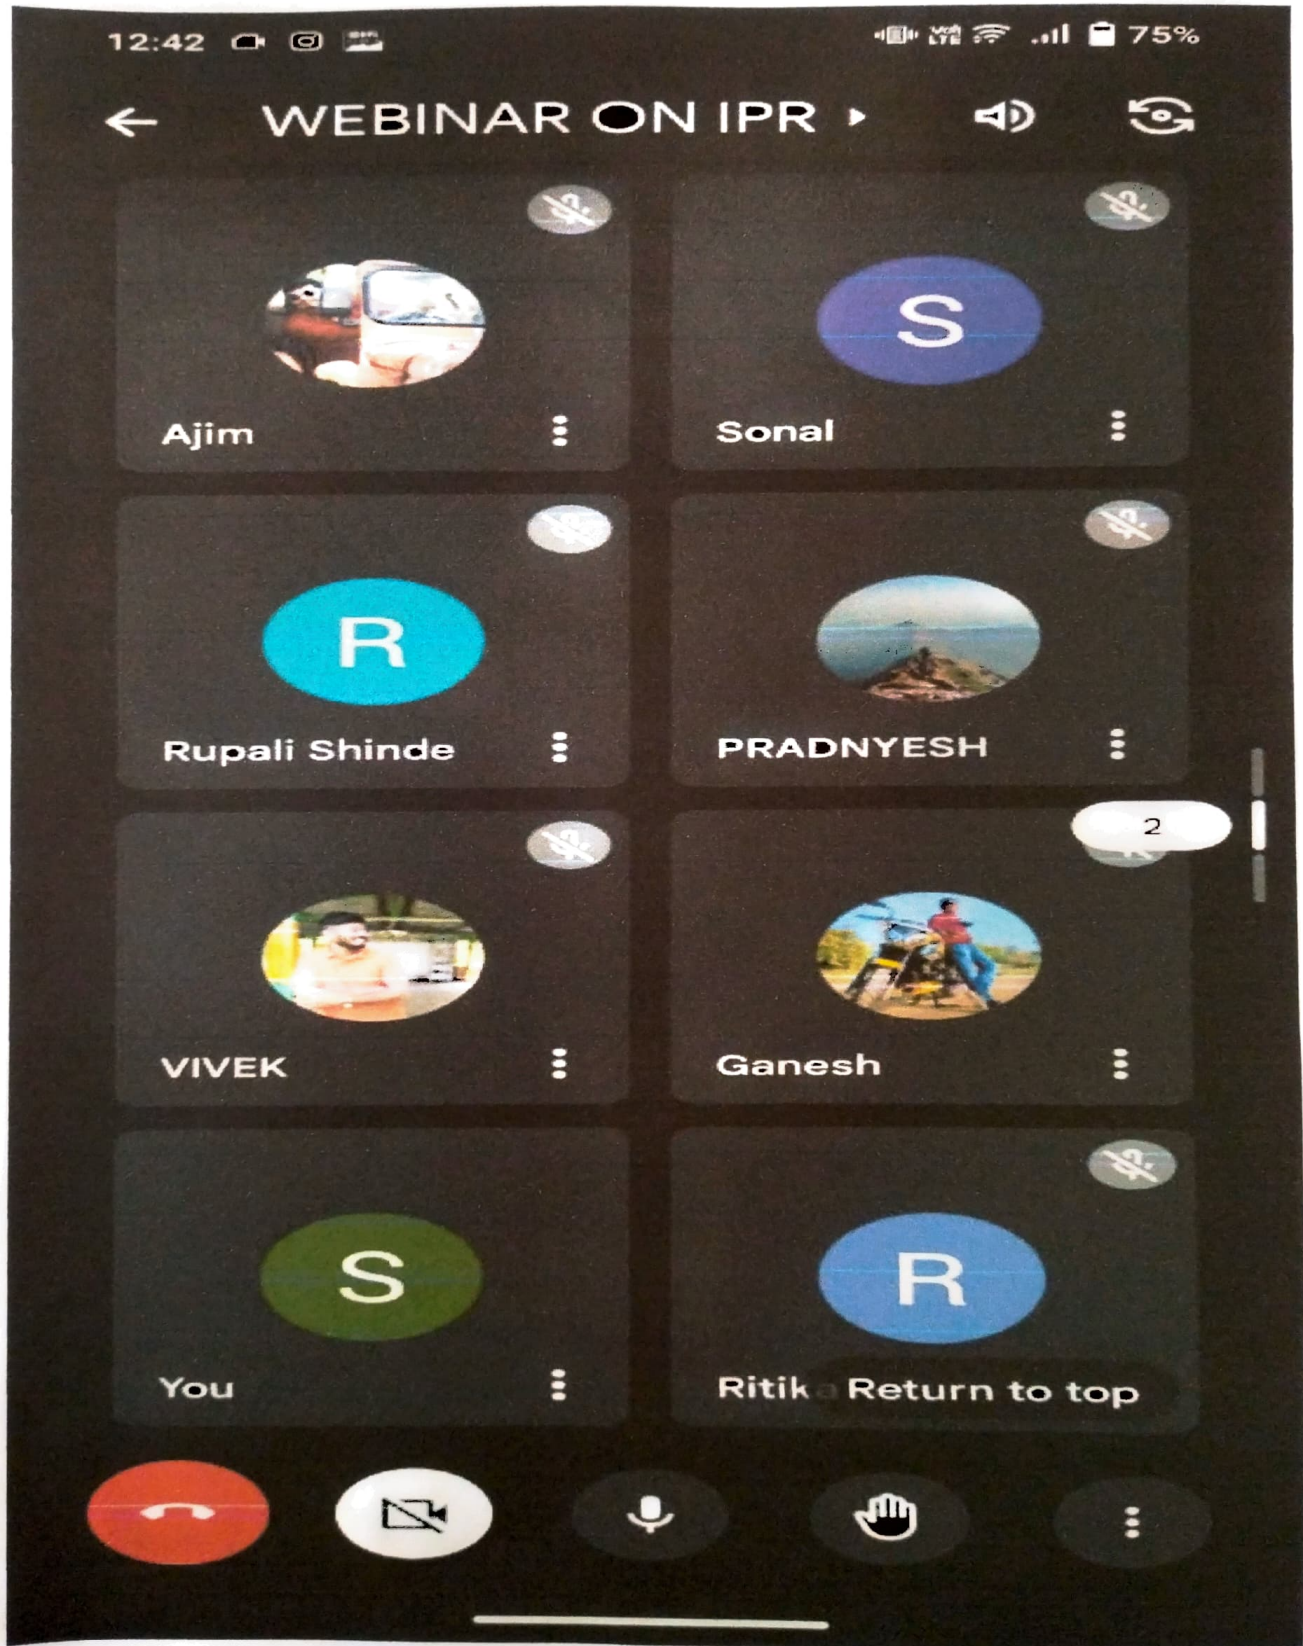 12:42 75%
WEBINAR ON IPR
S
Ajim Sonal
R
Rupali Shinde PRADNYESH
2
VIVEK Ganesh
S R
You Ritik Return to top